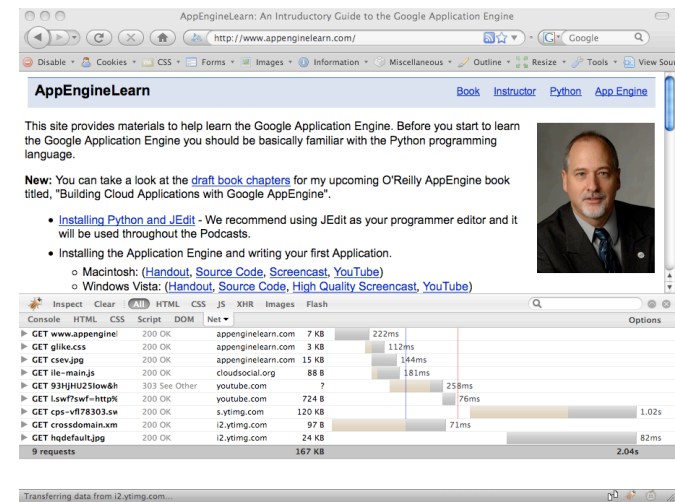 AppEngineLearn: An Intruductory Guide to the Google Application Engine
http://www.appenginelearn.com/ G Google
Disable Cookies CSS Forms Images Information Miscellaneous Outline Resize Tools View Sour
AppEngineLearn Book Instructor Python App Engine
This site provides materials to help learn the Google Application Engine. Before you start to learn
the Google Application Engine you should be basically familiar with the Python programming
language.
New: You can take a look at the draft book chapters for my upcoming O'Reilly AppEngine book
titled, "Building Cloud Applications with Google AppEngine".
• Installing Python and JEdit - We recommend using JEdit as your programmer editor and it
will be used throughout the Podcasts.
• Installing the Application Engine and writing your first Application.
○ Macintosh: (Handout, Source Code, Screencast, YouTube)
○ Windows Vista: (Handout, Source Code, High Quality Screencast, YouTube)
Inspect Clear All HTML CSS JS XHR Images Flash
Console HTML CSS Script DOM Net Options
GET www.appenginel 200 OK appenginelearn.com 7 KB 222ms
GET glike.css 200 OK appenginelearn.com 3 KB 112ms
GET csev.jpg 200 OK appenginelearn.com 15 KB 144ms
GET ile-main.js 200 OK cloudsocial.org 88 B 181ms
GET 93HjHU25Iow&h 303 See Other youtube.com ? 258ms
GET l.swf?swf=http% 200 OK youtube.com 724 B 76ms
GET cps-vfl78303.sw 200 OK s.ytimg.com 120 KB 1.02s
GET crossdomain.xm 200 OK i2.ytimg.com 97 B 71ms
GET hqdefault.jpg 200 OK i2.ytimg.com 24 KB 82ms
9 requests 167 KB 2.04s
Transferring data from i2.ytimg.com...